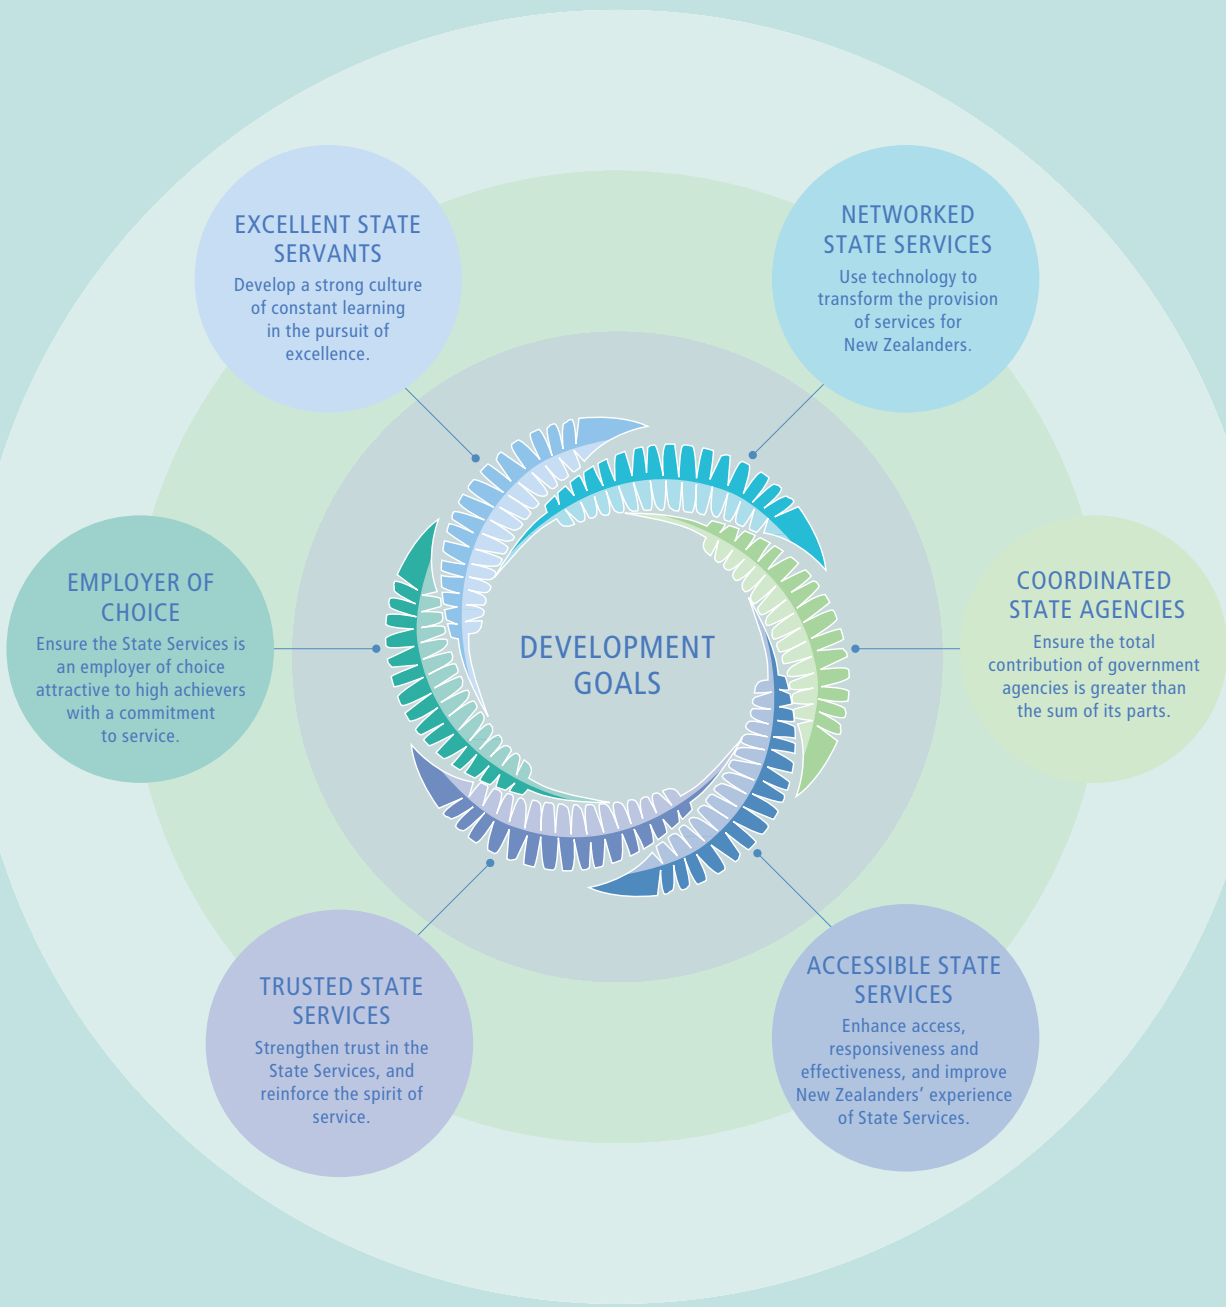 EXCELLENT STATE
SERVANTS
Develop a strong culture
of constant learning
in the pursuit of
excellence.
NETWORKED
STATE SERVICES
Use technology to
transform the provision
of services for
New Zealanders.
EMPLOYER OF
CHOICE
Ensure the State Services is
an employer of choice
attractive to high achievers
with a commitment
to service.
DEVELOPMENT
GOALS
COORDINATED
STATE AGENCIES
Ensure the total
contribution of government
agencies is greater than
the sum of its parts.
TRUSTED STATE
SERVICES
Strengthen trust in the
State Services, and
reinforce the spirit of
service.
ACCESSIBLE STATE
SERVICES
Enhance access,
responsiveness and
effectiveness, and improve
New Zealanders’ experience
of State Services.